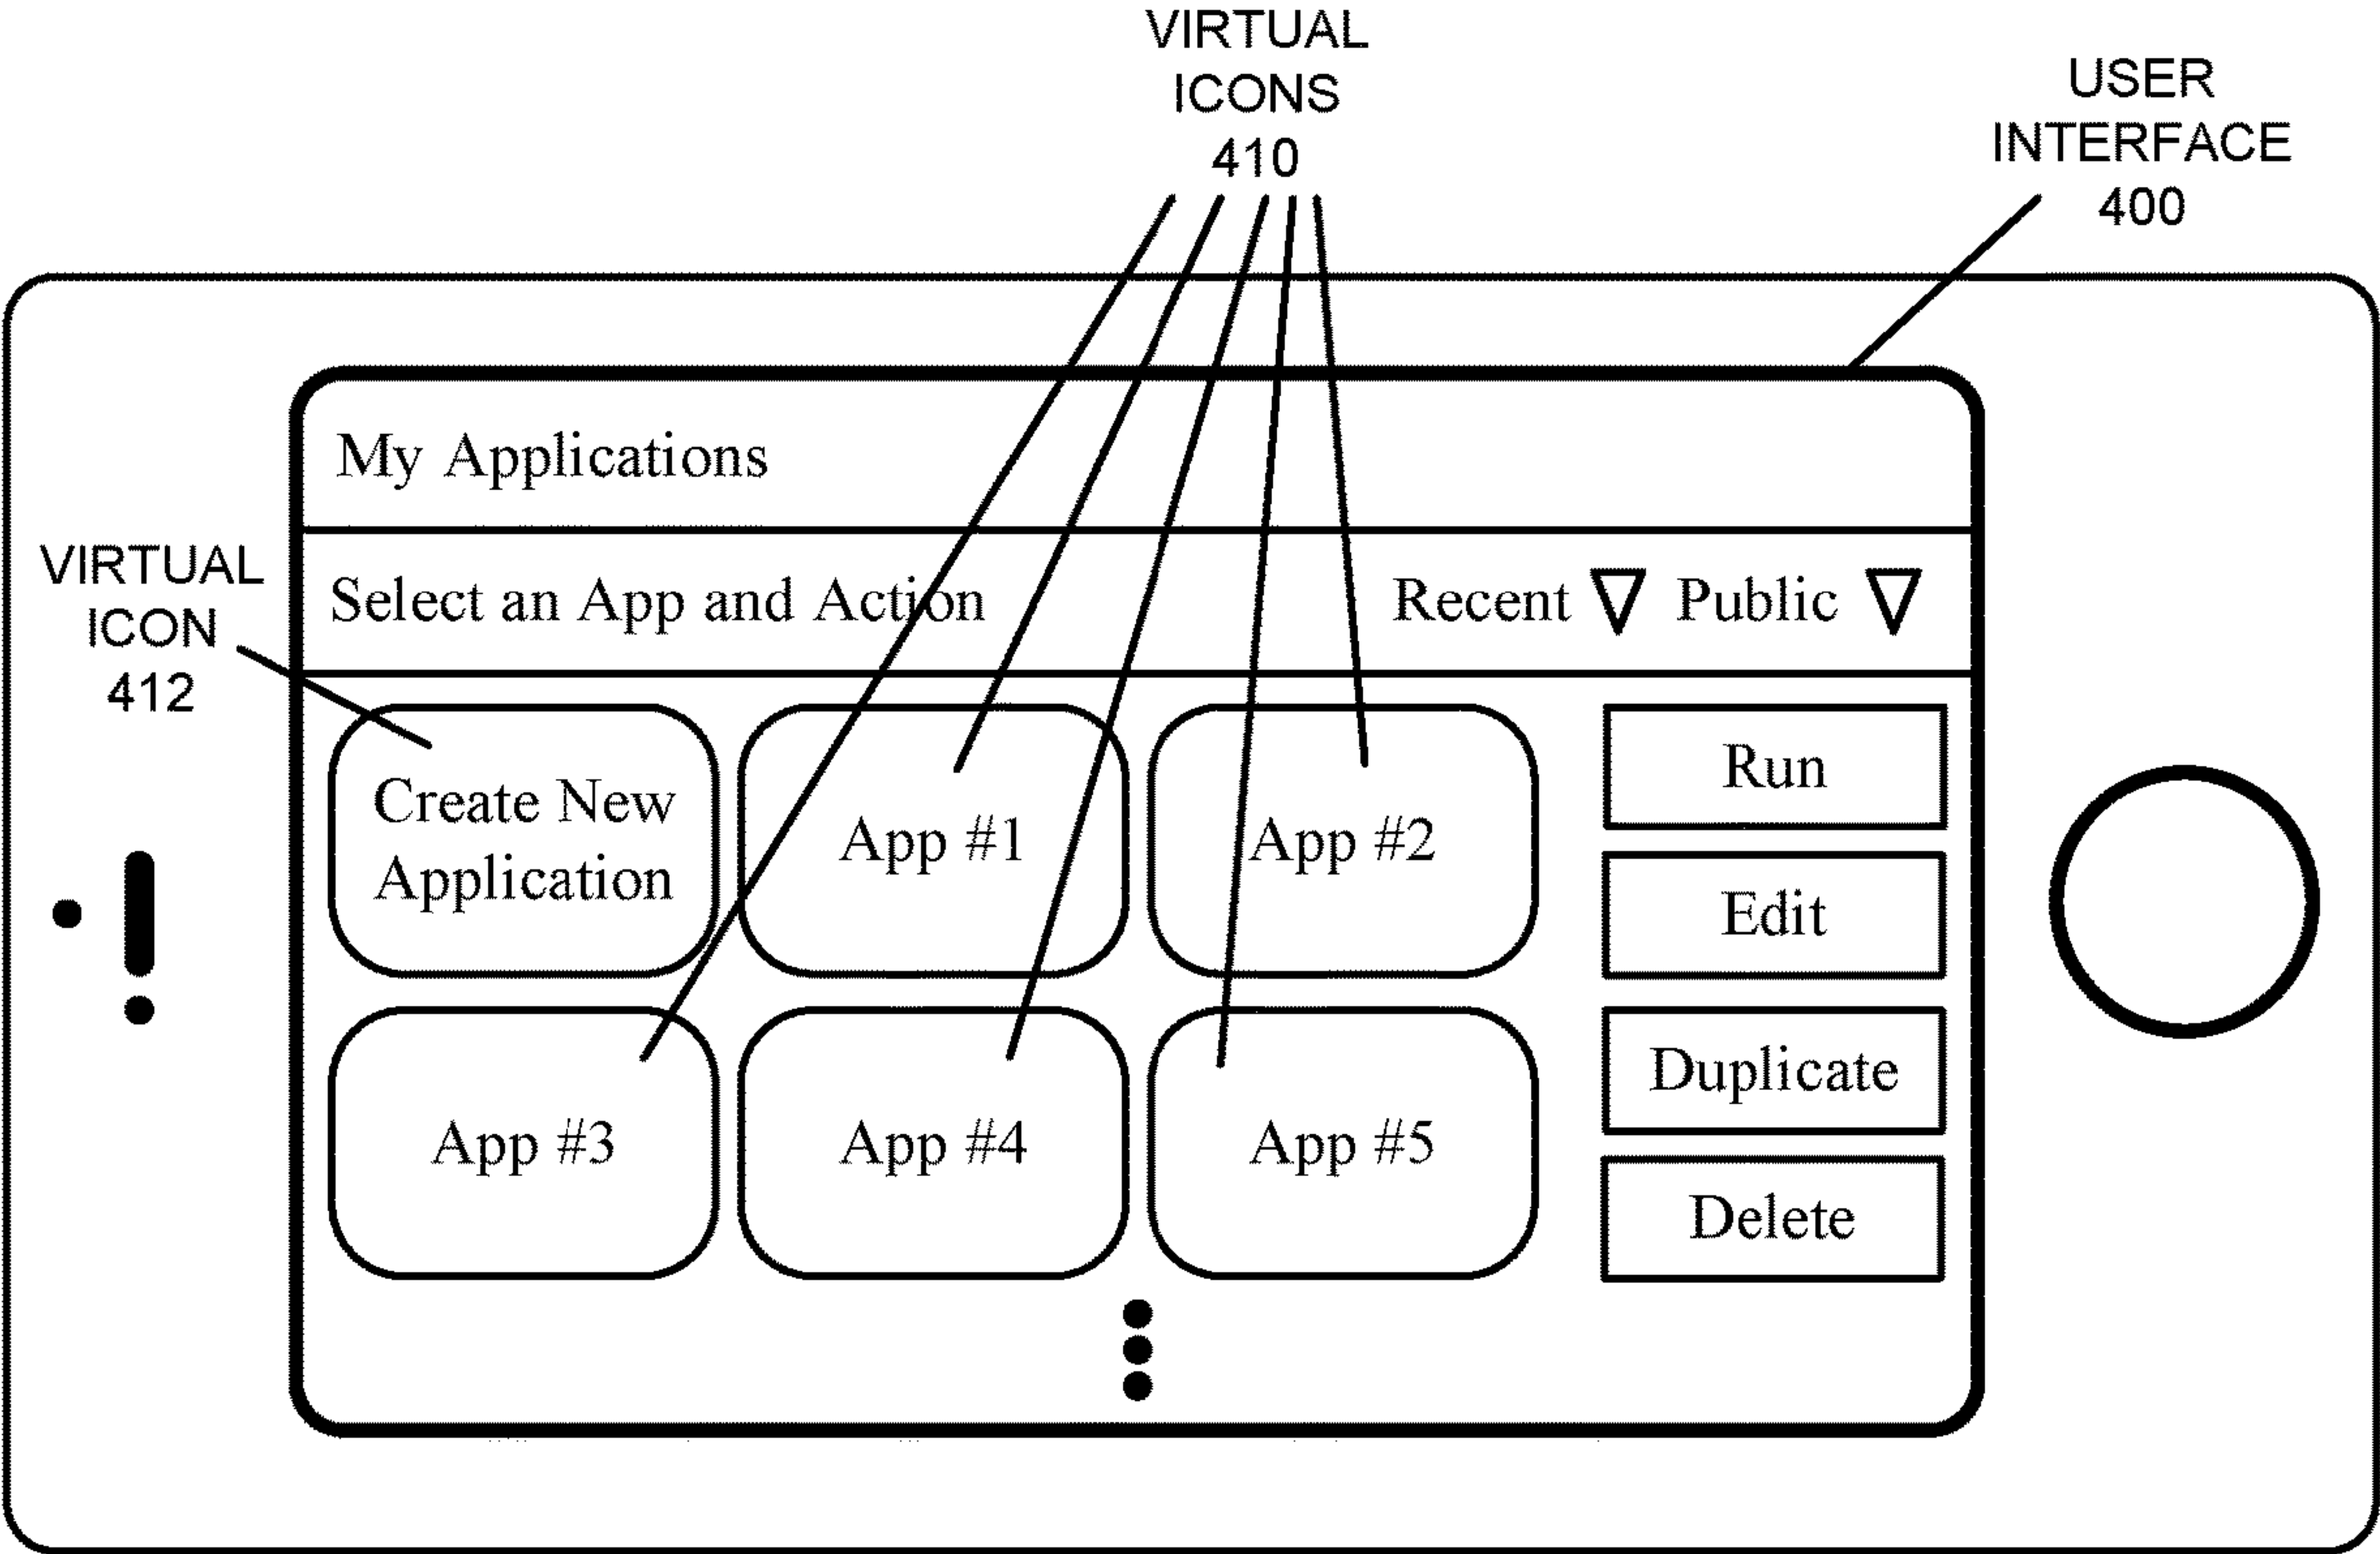 VIRTUAL
ICONS
410
USER
INTERFACE
400
My Applications
VIRTUAL
ICON
412
Select an App and Action
Recent
Public
Create New
Application
App #1
App #2
Run
Edit
App #3
App #4
App #5
Duplicate
Delete